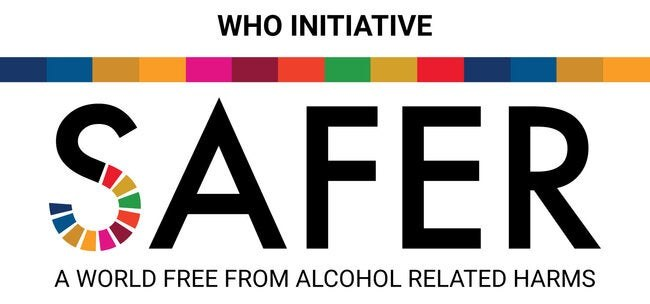 WHO INITIATIVE
SAFER
A WORLD FREE FROM ALCOHOL RELATED HARMS